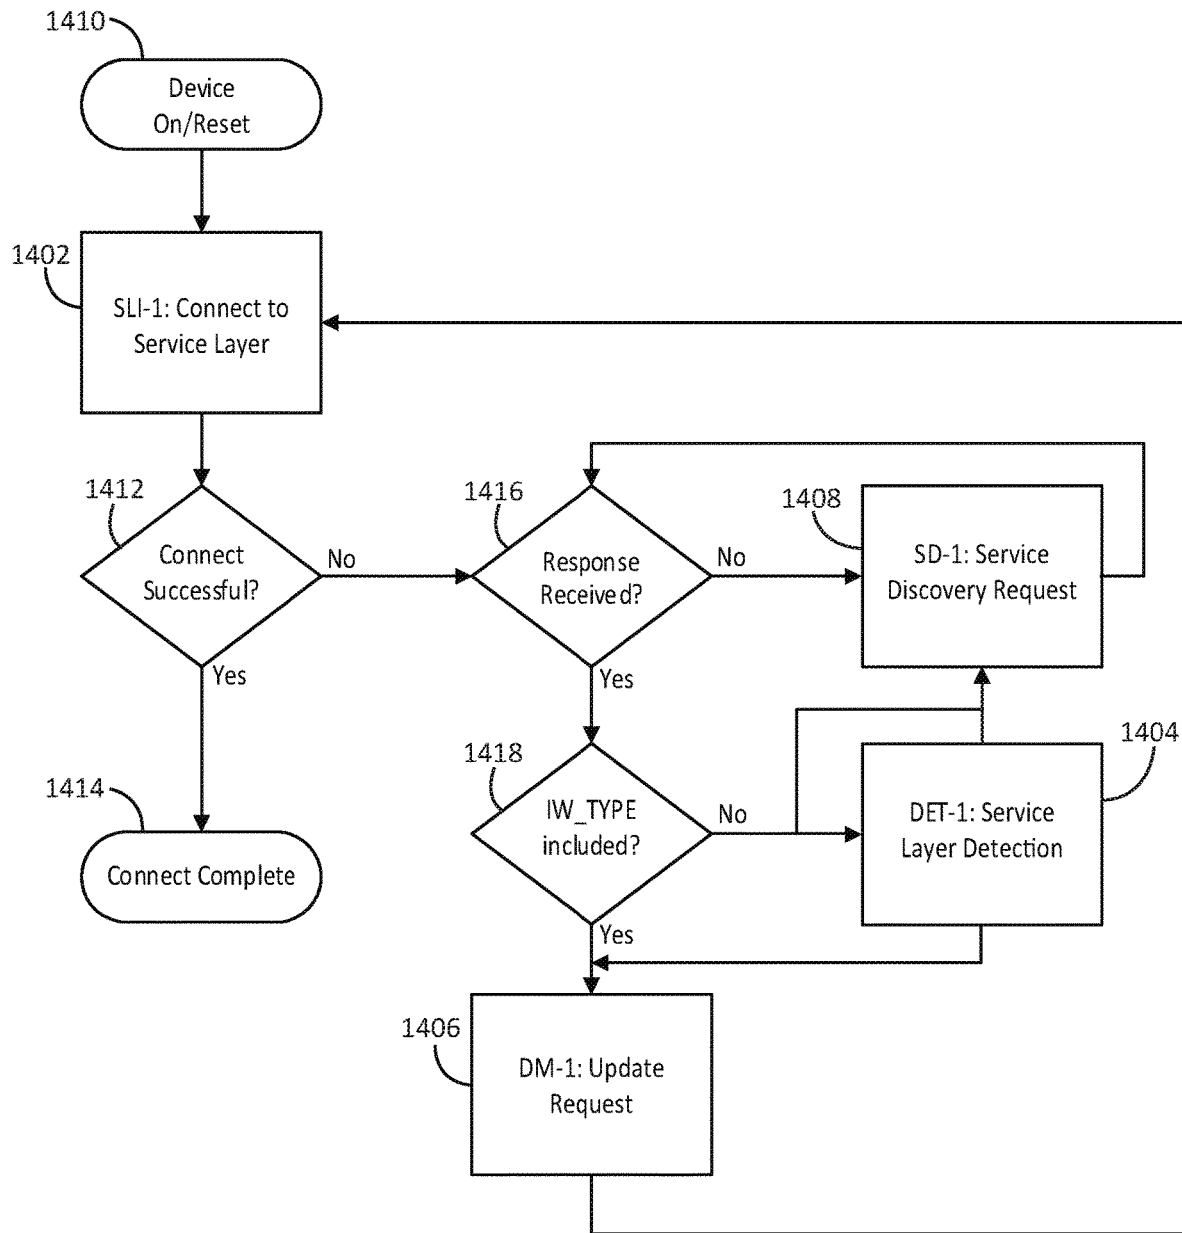 1410
Device
On/Reset
1402
SLI-1: Connect to
Service Layer
1412
Connect
Successful?
No
Yes
1416
Response
Received?
No
Yes
1408
SD-1: Service
Discovery Request
1418
IW_TYPE
included?
No
Yes
1404
DET-1: Service
Layer Detection
1414
Connect Complete
1406
DM-1: Update
Request